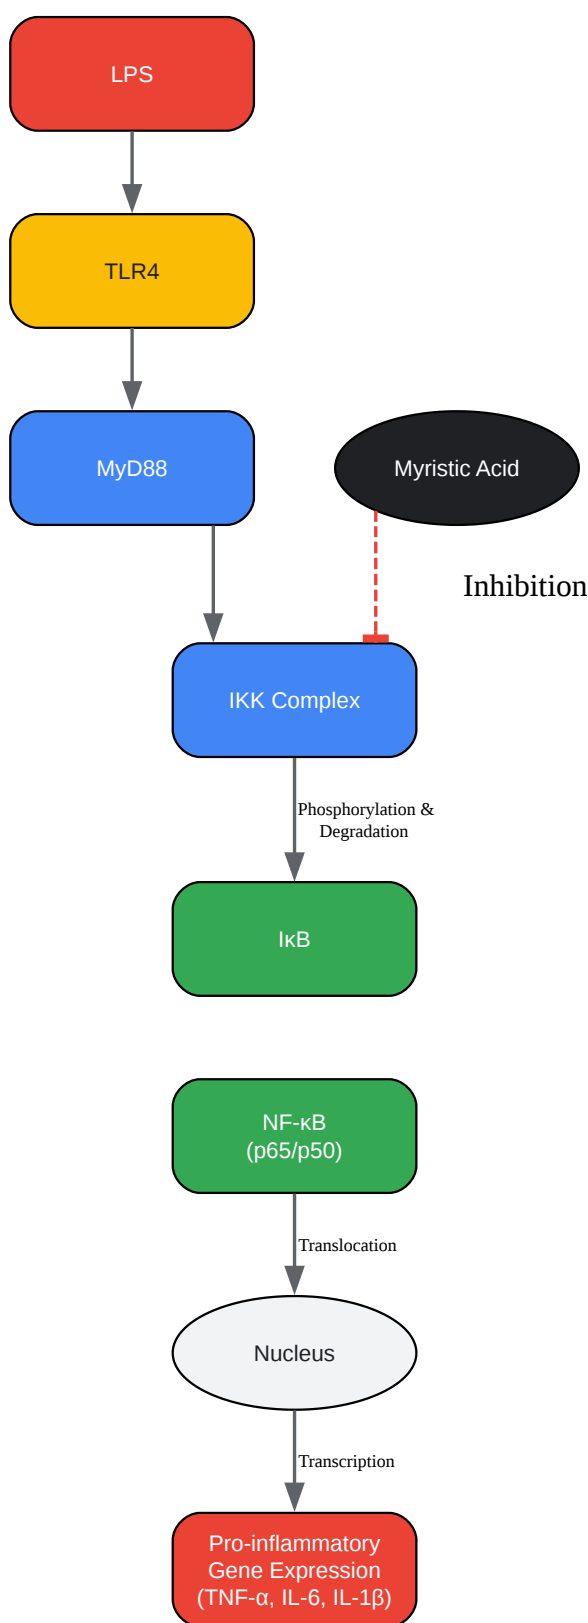 LPS
TLR4
MyD88
Myristic Acid
Inhibition
IKK Complex
Phosphorylation &
Degradation
IκB
NF-κB
(p65/p50)
Translocation
Nucleus
Transcription
Pro-inflammatory
Gene Expression
(TNF-α, IL-6, IL-1β)